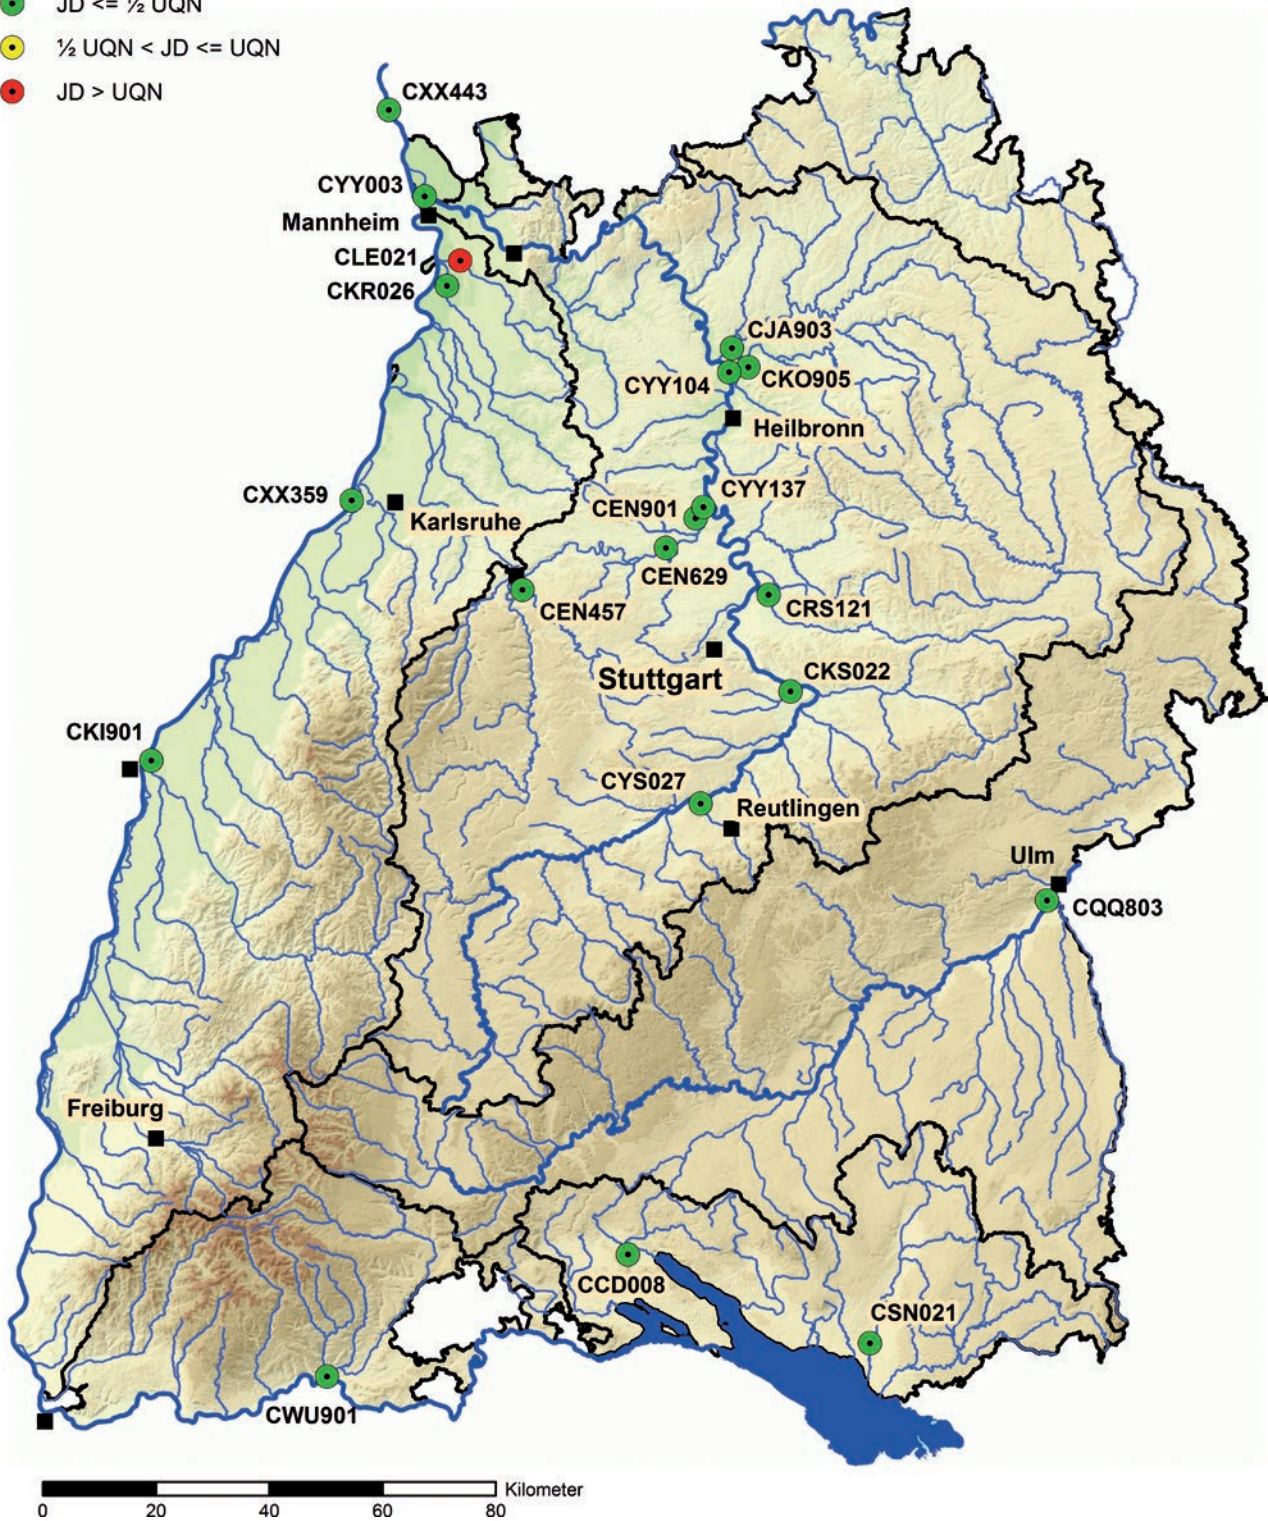 JD <= ½ UQN
½ UQN < JD <= UQN
JD > UQN
CXX443
CYY003
Mannheim
CLE021
CKR026
CJA903
CYY104
CKO905
Heilbronn
CXX359
Karlsruhe
CEN901
CYY137
CEN629
CEN457
CRS121
Stuttgart
CKS022
CKI901
CYS027
Reutlingen
Ulm
CQQ803
Freiburg
CCD008
CSN021
CWU901
Kilometer
0 20 40 60 80